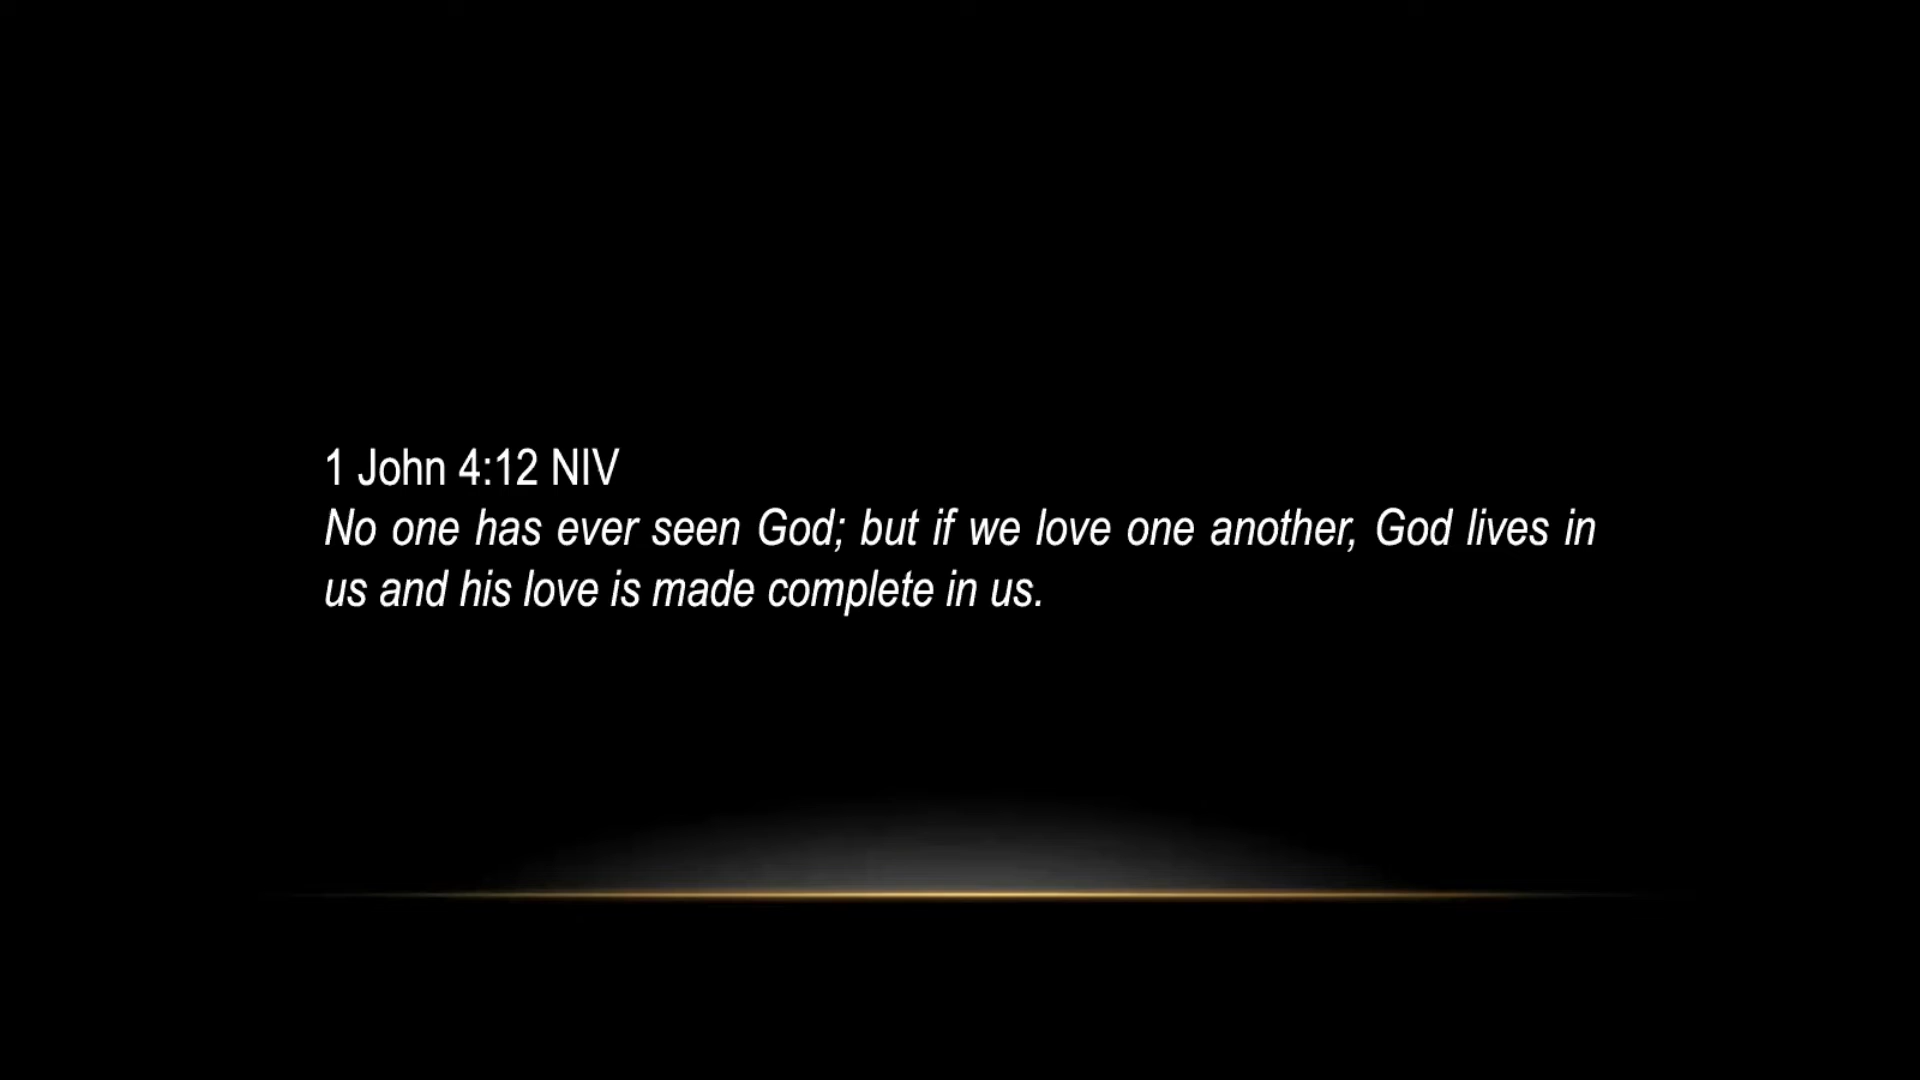 1 John 4:12 NIV
No one has ever seen God; but if we love one another, God lives in
us and his love is made complete in us.